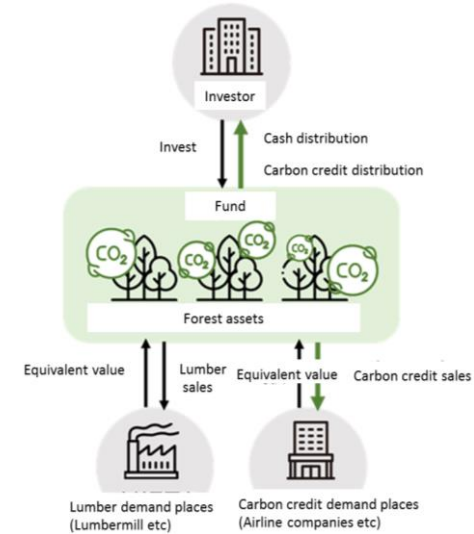 Investor
Invest
Cash distribution
Carbon credit distribution
Fund
CO₂
CO₂
CO₂
CO₂
CO₂
Forest assets
Equivalent value
Lumber
sales
Equivalent value
Carbon credit sales
Lumber demand places
(Lumbermill etc)
Carbon credit demand places
(Airline companies etc)